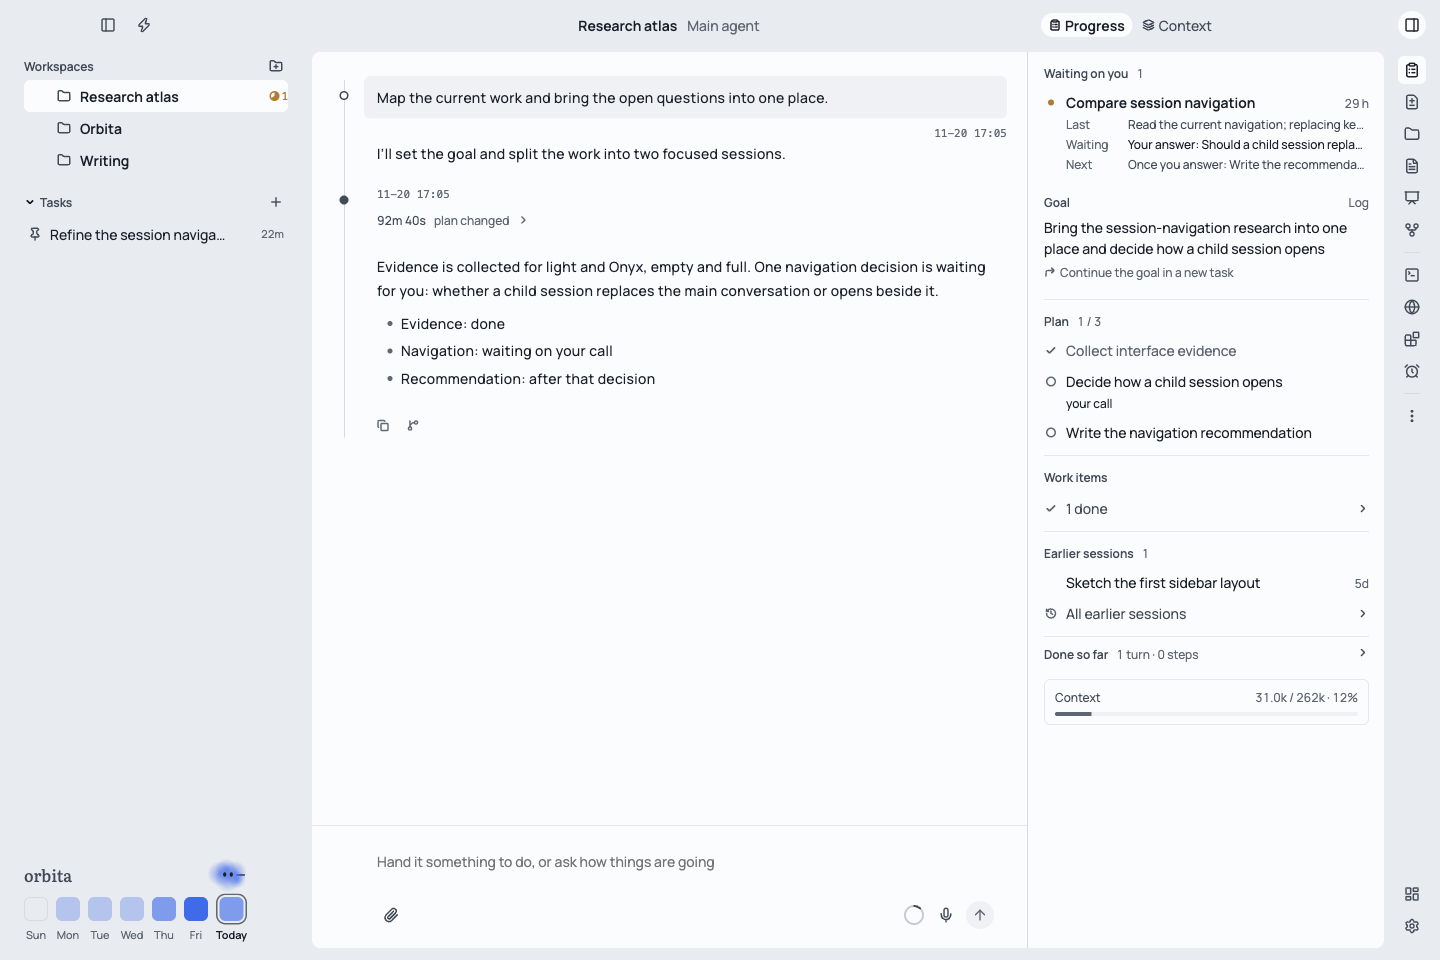 Research atlas Main agent
Progress
Context
Workspaces
Research atlas 1
Orbita
Writing
Tasks
Refine the session naviga... 22m
orbita
Sun Mon Tue Wed Thu Fri Today
Map the current work and bring the open questions into one place.
11-20 17:05
I'll set the goal and split the work into two focused sessions.
11-20 17:05
92m 40s plan changed
Evidence is collected for light and Onyx, empty and full. One navigation decision is waiting
for you: whether a child session replaces the main conversation or opens beside it.
Evidence: done
Navigation: waiting on your call
Recommendation: after that decision
Hand it something to do, or ask how things are going
Waiting on you 1
Compare session navigation 29 h
Last Read the current navigation; replacing ke...
Waiting Your answer: Should a child session repla...
Next Once you answer: Write the recommenda...
Goal Log
Bring the session-navigation research into one
place and decide how a child session opens
Continue the goal in a new task
Plan 1 / 3
Collect interface evidence
Decide how a child session opens
your call
Write the navigation recommendation
Work items
1 done
Earlier sessions 1
Sketch the first sidebar layout 5d
All earlier sessions
Done so far 1 turn · 0 steps
Context 31.0k / 262k · 12%